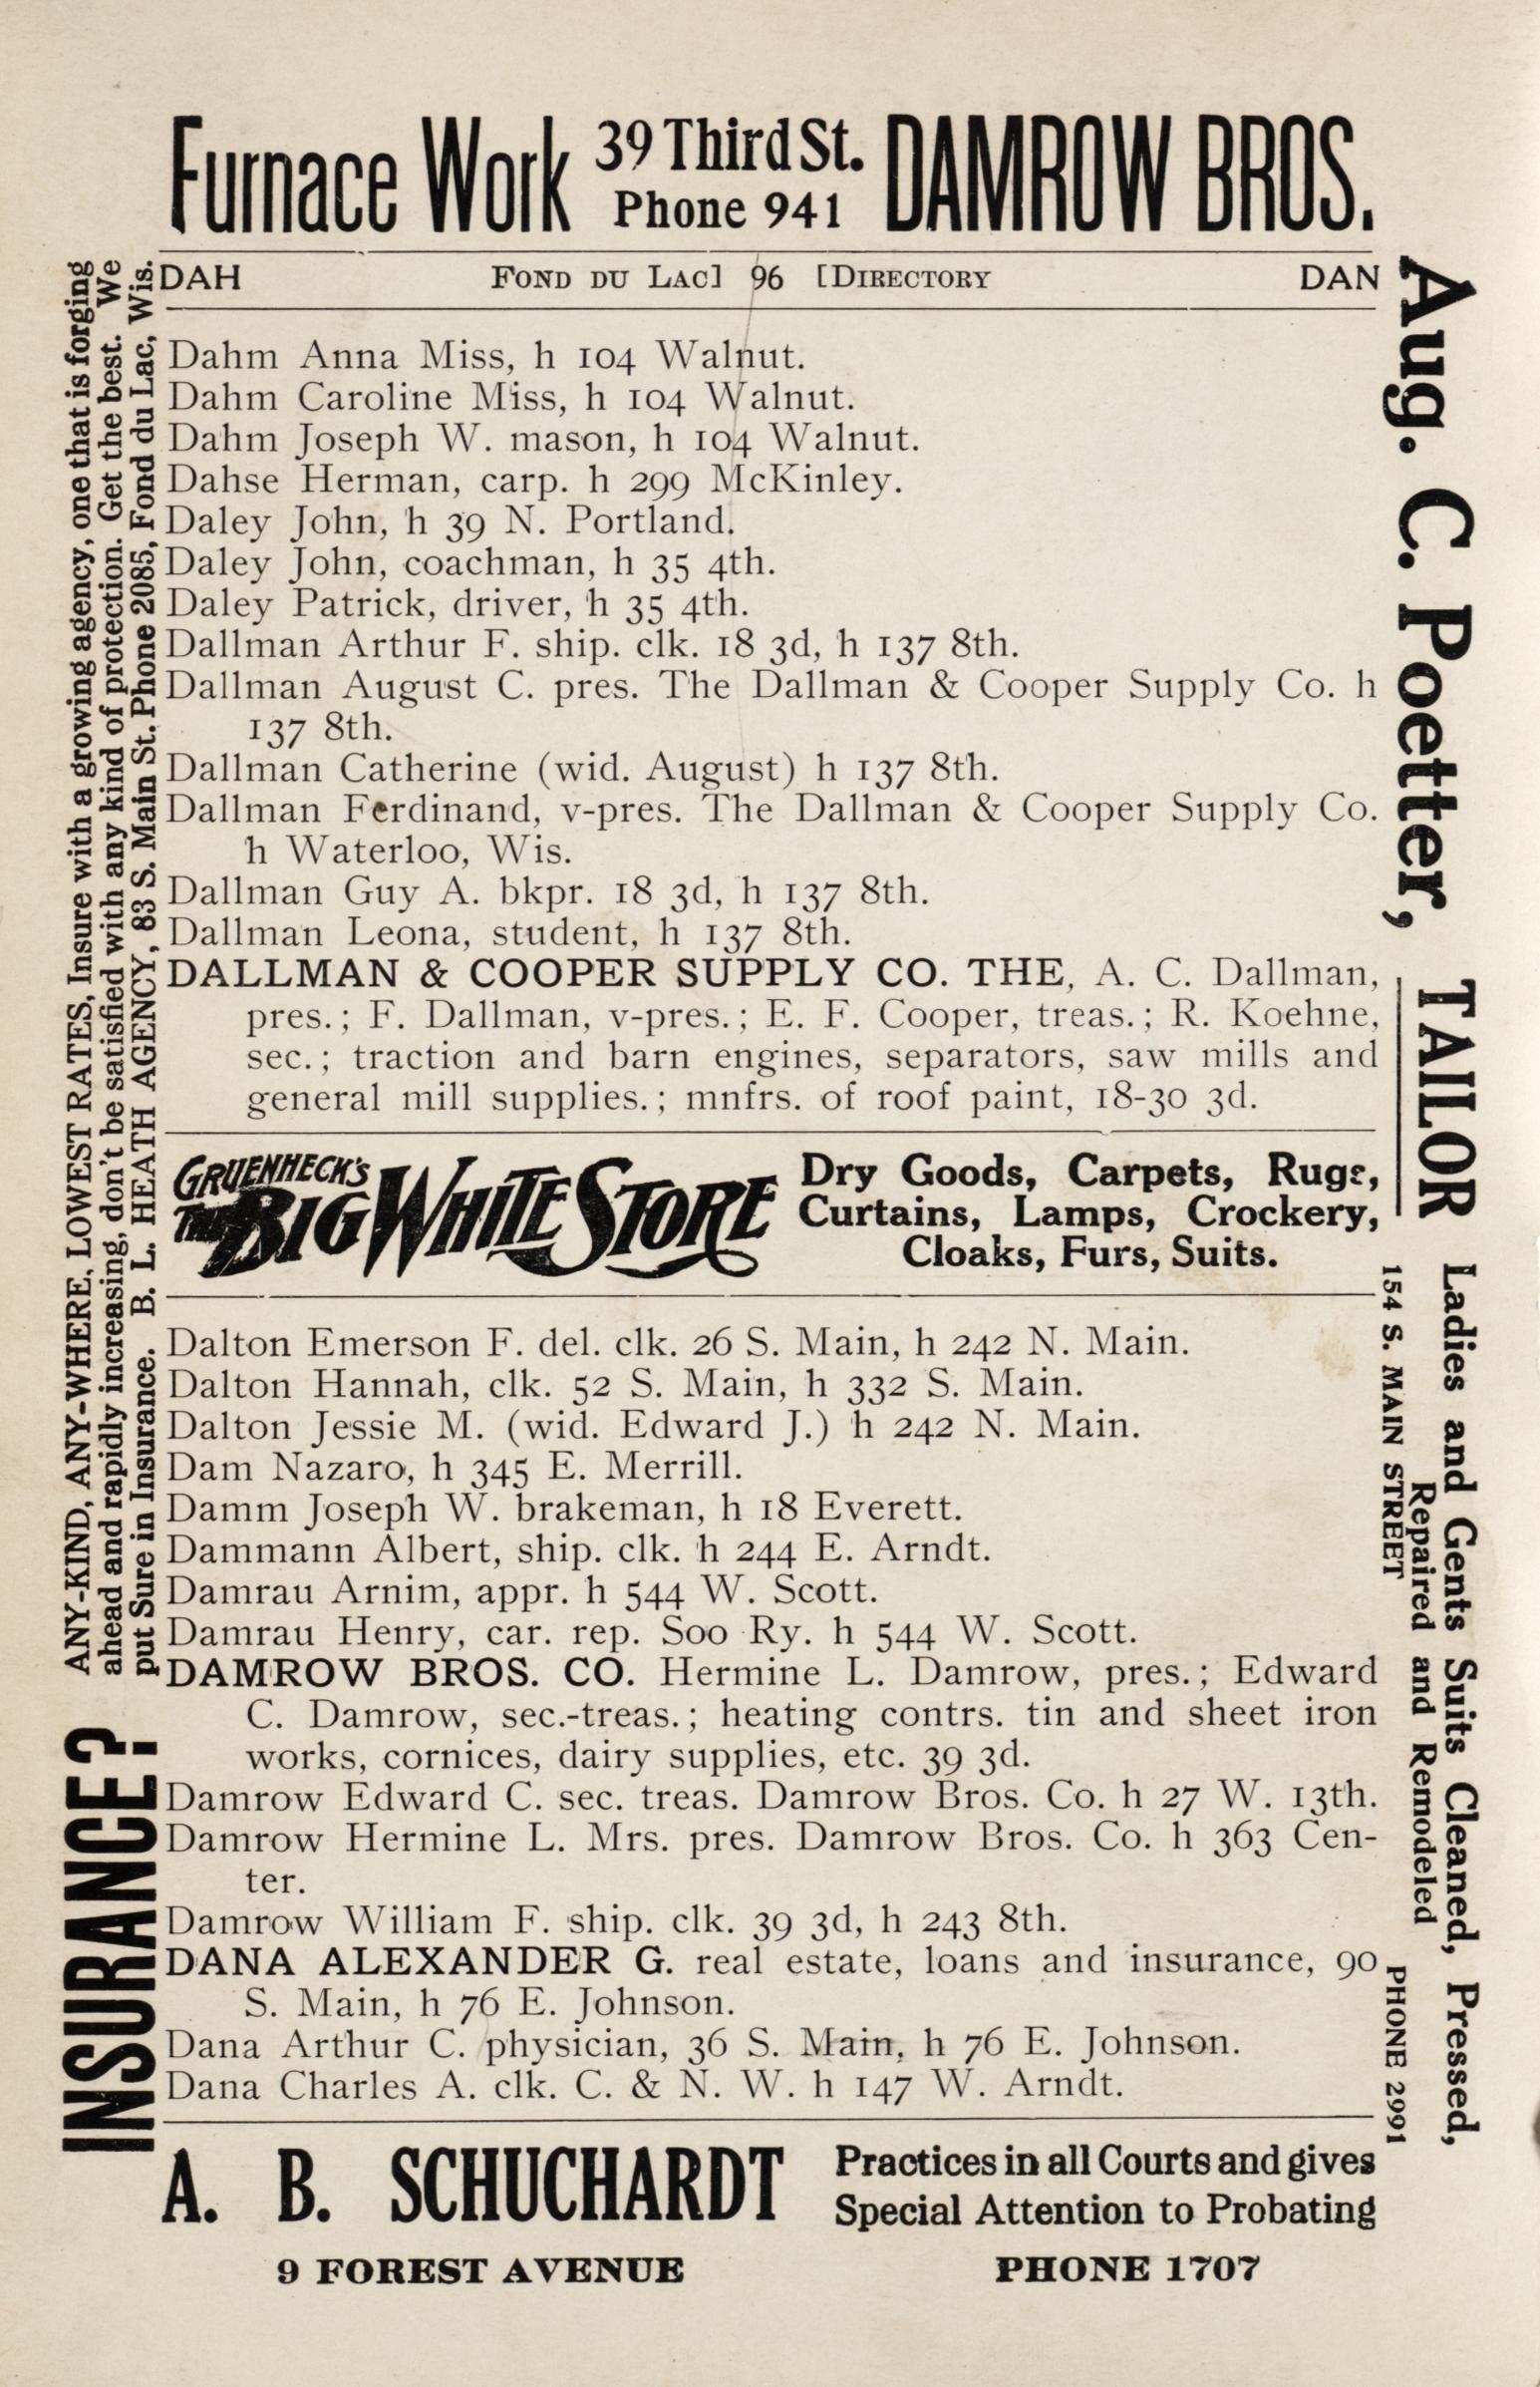 Furnace Work 39 Third St. DAMROW BROS.
Phone 941
DAH FOND DU LAC] 96 [DIRECTORY DAN
Dahm Anna Miss, h 104 Walnut.
Dahm Caroline Miss, h 104 Walnut.
Dahm Joseph W. mason, h 104 Walnut.
Dahse Herman, carp. h 299 McKinley.
Daley John, h 39 N. Portland.
Daley John, coachman, h 35 4th.
Daley Patrick, driver, h 35 4th.
Dallman Arthur F. ship. clk. 18 3d, h 137 8th.
Dallman August C. pres. The Dallman & Cooper Supply Co. h
137 8th.
Dallman Catherine (wid. August) h 137 8th.
Dallman Ferdinand, v-pres. The Dallman & Cooper Supply Co.
h Waterloo, Wis.
Dallman Guy A. bkpr. 18 3d, h 137 8th.
Dallman Leona, student, h 137 8th.
DALLMAN & COOPER SUPPLY CO. THE, A. C. Dallman,
pres.; F. Dallman, v-pres.; E. F. Cooper, treas.; R. Koehne,
sec.; traction and barn engines, separators, saw mills and
general mill supplies.; mnfrs. of roof paint, 18-30 3d.
GRUENHECK'S
THE BIG WHITE STORE
Dry Goods, Carpets, Rugs,
Curtains, Lamps, Crockery,
Cloaks, Furs, Suits.
Dalton Emerson F. del. clk. 26 S. Main, h 242 N. Main.
Dalton Hannah, clk. 52 S. Main, h 332 S. Main.
Dalton Jessie M. (wid. Edward J.) h 242 N. Main.
Dam Nazaro, h 345 E. Merrill.
Damm Joseph W. brakeman, h 18 Everett.
Dammann Albert, ship. clk. h 244 E. Arndt.
Damrau Arnim, appr. h 544 W. Scott.
Damrau Henry, car. rep. Soo Ry. h 544 W. Scott.
DAMROW BROS. CO. Hermine L. Damrow, pres.; Edward
C. Damrow, sec.-treas.; heating contrs. tin and sheet iron
works, cornices, dairy supplies, etc. 39 3d.
Damrow Edward C. sec. treas. Damrow Bros. Co. h 27 W. 13th.
Damrow Hermine L. Mrs. pres. Damrow Bros. Co. h 363 Cen-
ter.
Damrow William F. ship. clk. 39 3d, h 243 8th.
DANA ALEXANDER G. real estate, loans and insurance, 90
S. Main, h 76 E. Johnson.
Dana Arthur C. physician, 36 S. Main, h 76 E. Johnson.
Dana Charles A. clk. C. & N. W. h 147 W. Arndt.
A. B. SCHUCHARDT
Practices in all Courts and gives
Special Attention to Probating
9 FOREST AVENUE PHONE 1707
INSURANCE?
ANY-KIND, ANY-WHERE, LOWEST RATES, Insure with a growing agency, one that is forging
ahead and rapidly increasing, don't be satisfied with any kind of protection. Get the best. We
put Sure in Insurance. B. L. HEATH AGENCY, 83 S. Main St. Phone 2085, Fond du Lac, Wis.
Aug. C. Poetter, TAILOR
Ladies and Gents Suits Cleaned, Pressed,
Repaired and Remodeled
154 S. MAIN STREET PHONE 2991